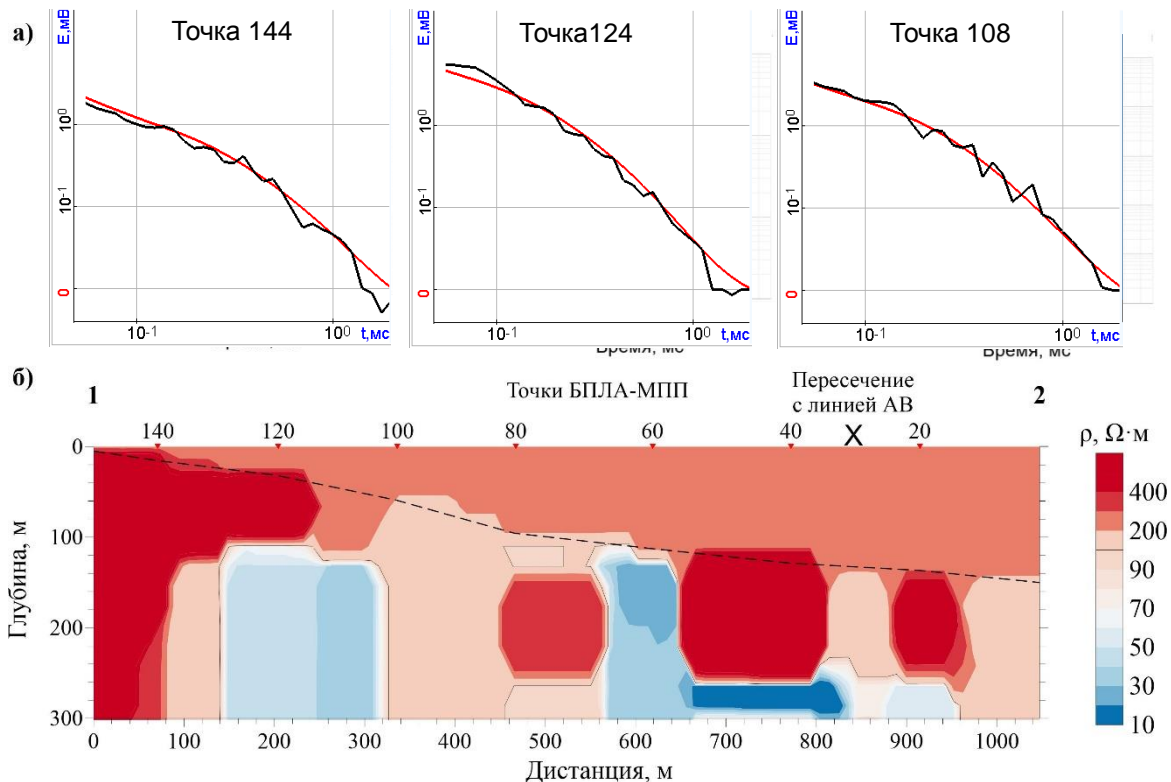 а)
Точка 144
Точка124
Точка 108
E,мВ
E,мВ
E,мВ
10⁰
10⁰
10⁰
10⁻¹
10⁻¹
10⁻¹
0
0
0
10⁻¹ 10⁰ t,мс
10⁻¹ 10⁰ t,мс
10⁻¹ 10⁰ t,мс
Время, мс
Время, мс
б)
1
Точки БПЛА-МПП
Пересечение
с линией АВ
2
140 120 100 80 60 40 X 20
ρ, Ω·м
400
200
90
70
50
30
10
Глубина, м
0
100
200
300
0 100 200 300 400 500 600 700 800 900 1000
Дистанция, м